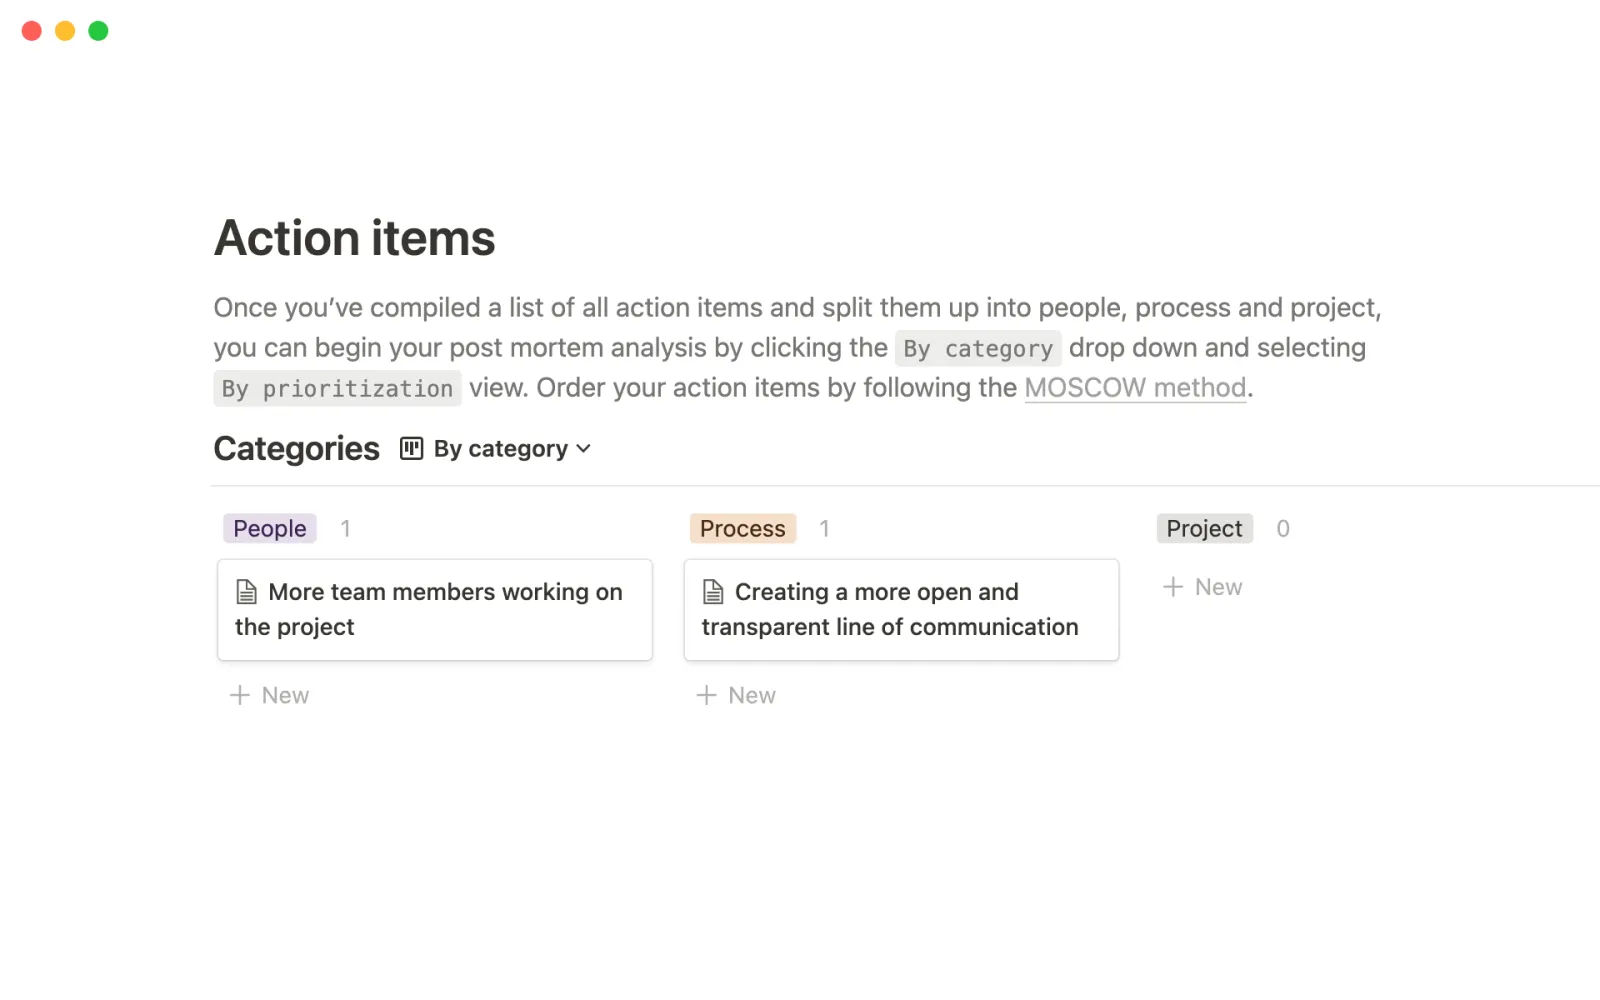 Action items
Once you’ve compiled a list of all action items and split them up into people, process and project,
you can begin your post mortem analysis by clicking the By category drop down and selecting
By prioritization view. Order your action items by following the MOSCOW method.
Categories By category
People 1
Process 1
Project 0
More team members working on
the project
Creating a more open and
transparent line of communication
+ New
+ New
+ New